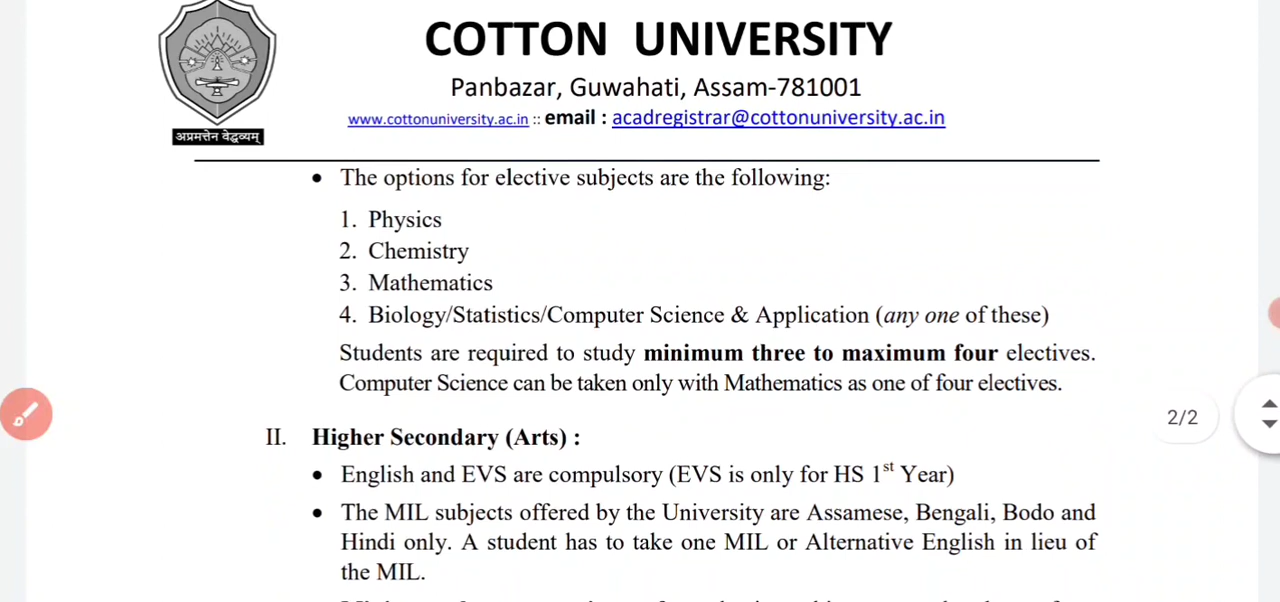 COTTON UNIVERSITY
Panbazar, Guwahati, Assam-781001
www.cottonuniversity.ac.in :: email : acadregistrar@cottonuniversity.ac.in
अप्रमत्तेन वेद्धव्यम्
• The options for elective subjects are the following:
1. Physics
2. Chemistry
3. Mathematics
4. Biology/Statistics/Computer Science & Application (any one of these)
Students are required to study minimum three to maximum four electives.
Computer Science can be taken only with Mathematics as one of four electives.
2/2
II. Higher Secondary (Arts) :
• English and EVS are compulsory (EVS is only for HS 1st Year)
• The MIL subjects offered by the University are Assamese, Bengali, Bodo and
Hindi only. A student has to take one MIL or Alternative English in lieu of
the MIL.